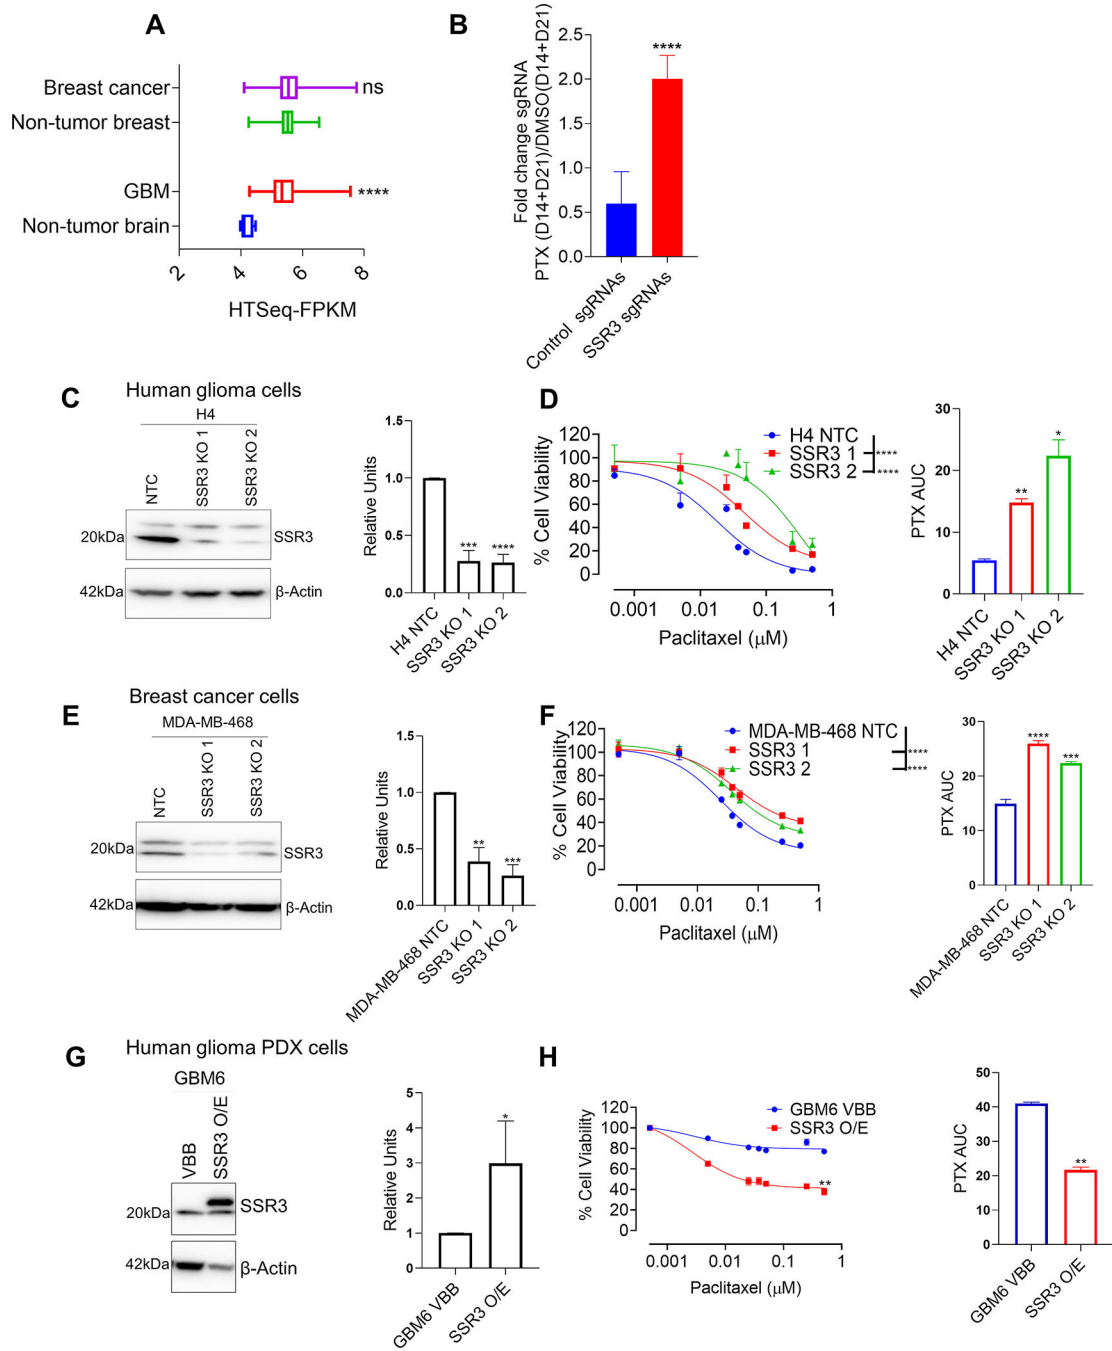 A
Breast cancer
ns
Non-tumor breast
GBM
****
Non-tumor brain
2
4
6
8
HTSeq-FPKM
B
Fold change sgRNA
PTX (D14+D21)/DMSO(D14+D21)
2.5
2.0
1.5
1.0
0.5
0.0
****
Control sgRNAs
SSR3 sgRNAs
C
Human glioma cells
H4
NTC
SSR3 KO 1
SSR3 KO 2
20kDa
SSR3
42kDa
β-Actin
Relative Units
1.5
1.0
0.5
0.0
***
****
H4 NTC
SSR3 KO 1
SSR3 KO 2
D
% Cell Viability
120
100
80
60
40
20
0
H4 NTC
SSR3 1
****
SSR3 2
****
0.001
0.01
0.1
1
Paclitaxel (μM)
PTX AUC
30
20
10
0
**
*
H4 NTC
SSR3 KO 1
SSR3 KO 2
E
Breast cancer cells
MDA-MB-468
NTC
SSR3 KO 1
SSR3 KO 2
20kDa
SSR3
42kDa
β-Actin
Relative Units
1.5
1.0
0.5
0.0
**
***
MDA-MB-468 NTC
SSR3 KO 1
SSR3 KO 2
F
% Cell Viability
120
100
80
60
40
20
0
MDA-MB-468 NTC
SSR3 1
****
SSR3 2
****
0.001
0.01
0.1
1
Paclitaxel (μM)
PTX AUC
30
20
10
0
****
***
MDA-MB-468 NTC
SSR3 KO 1
SSR3 KO 2
G
Human glioma PDX cells
GBM6
VBB
SSR3 O/E
SSR3
20kDa
42kDa
β-Actin
Relative Units
5
4
3
2
1
0
*
GBM6 VBB
SSR3 O/E
H
% Cell Viability
120
100
80
60
40
20
0
GBM6 VBB
SSR3 O/E
**
0.001
0.01
0.1
1
Paclitaxel (μM)
PTX AUC
50
40
30
20
10
0
**
GBM6 VBB
SSR3 O/E